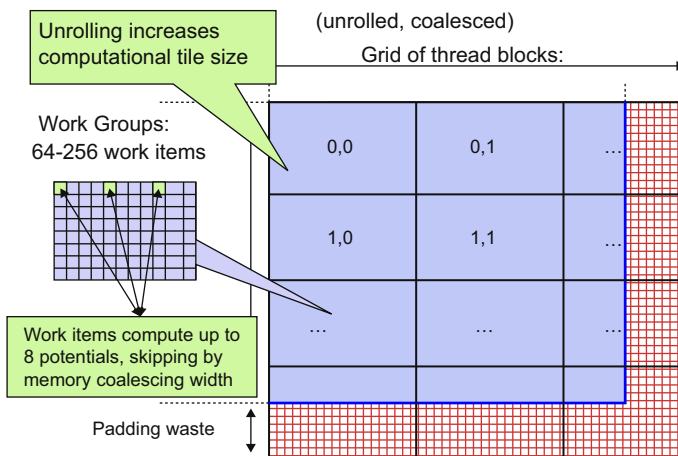 (unrolled, coalesced)
Unrolling increases
computational tile size
Grid of thread blocks:
Work Groups:
64-256 work items
0,0
0,1
...
1,0
1,1
...
...
...
...
Work items compute up to
8 potentials, skipping by
memory coalescing width
Padding waste